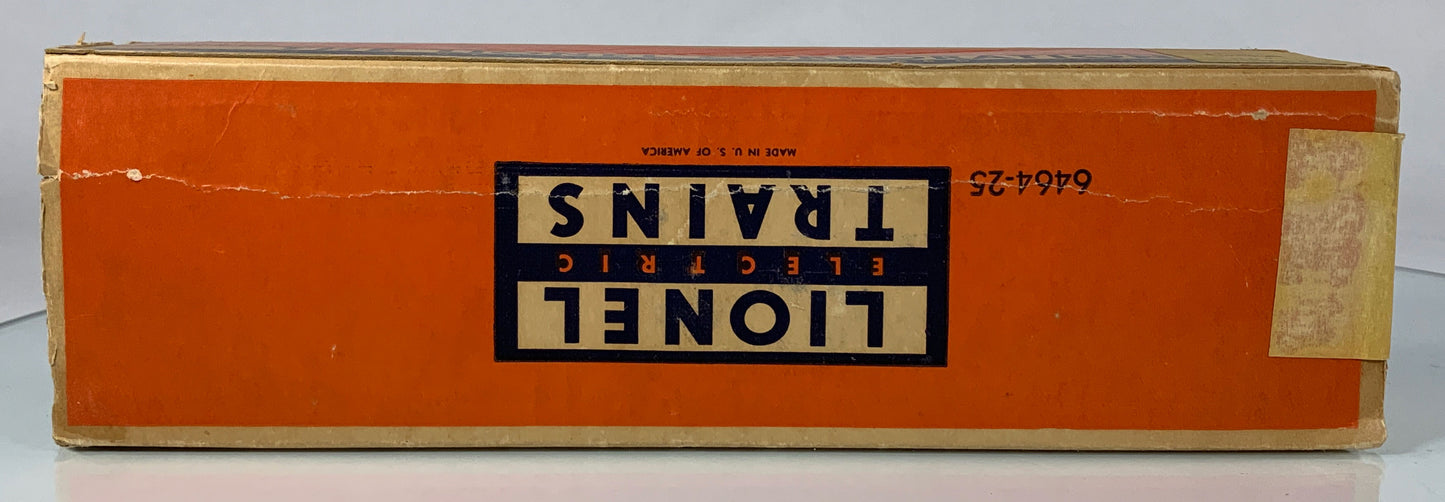 LIONEL
ELECTRIC
TRAINS
MADE IN U. S. OF AMERICA
6464-25